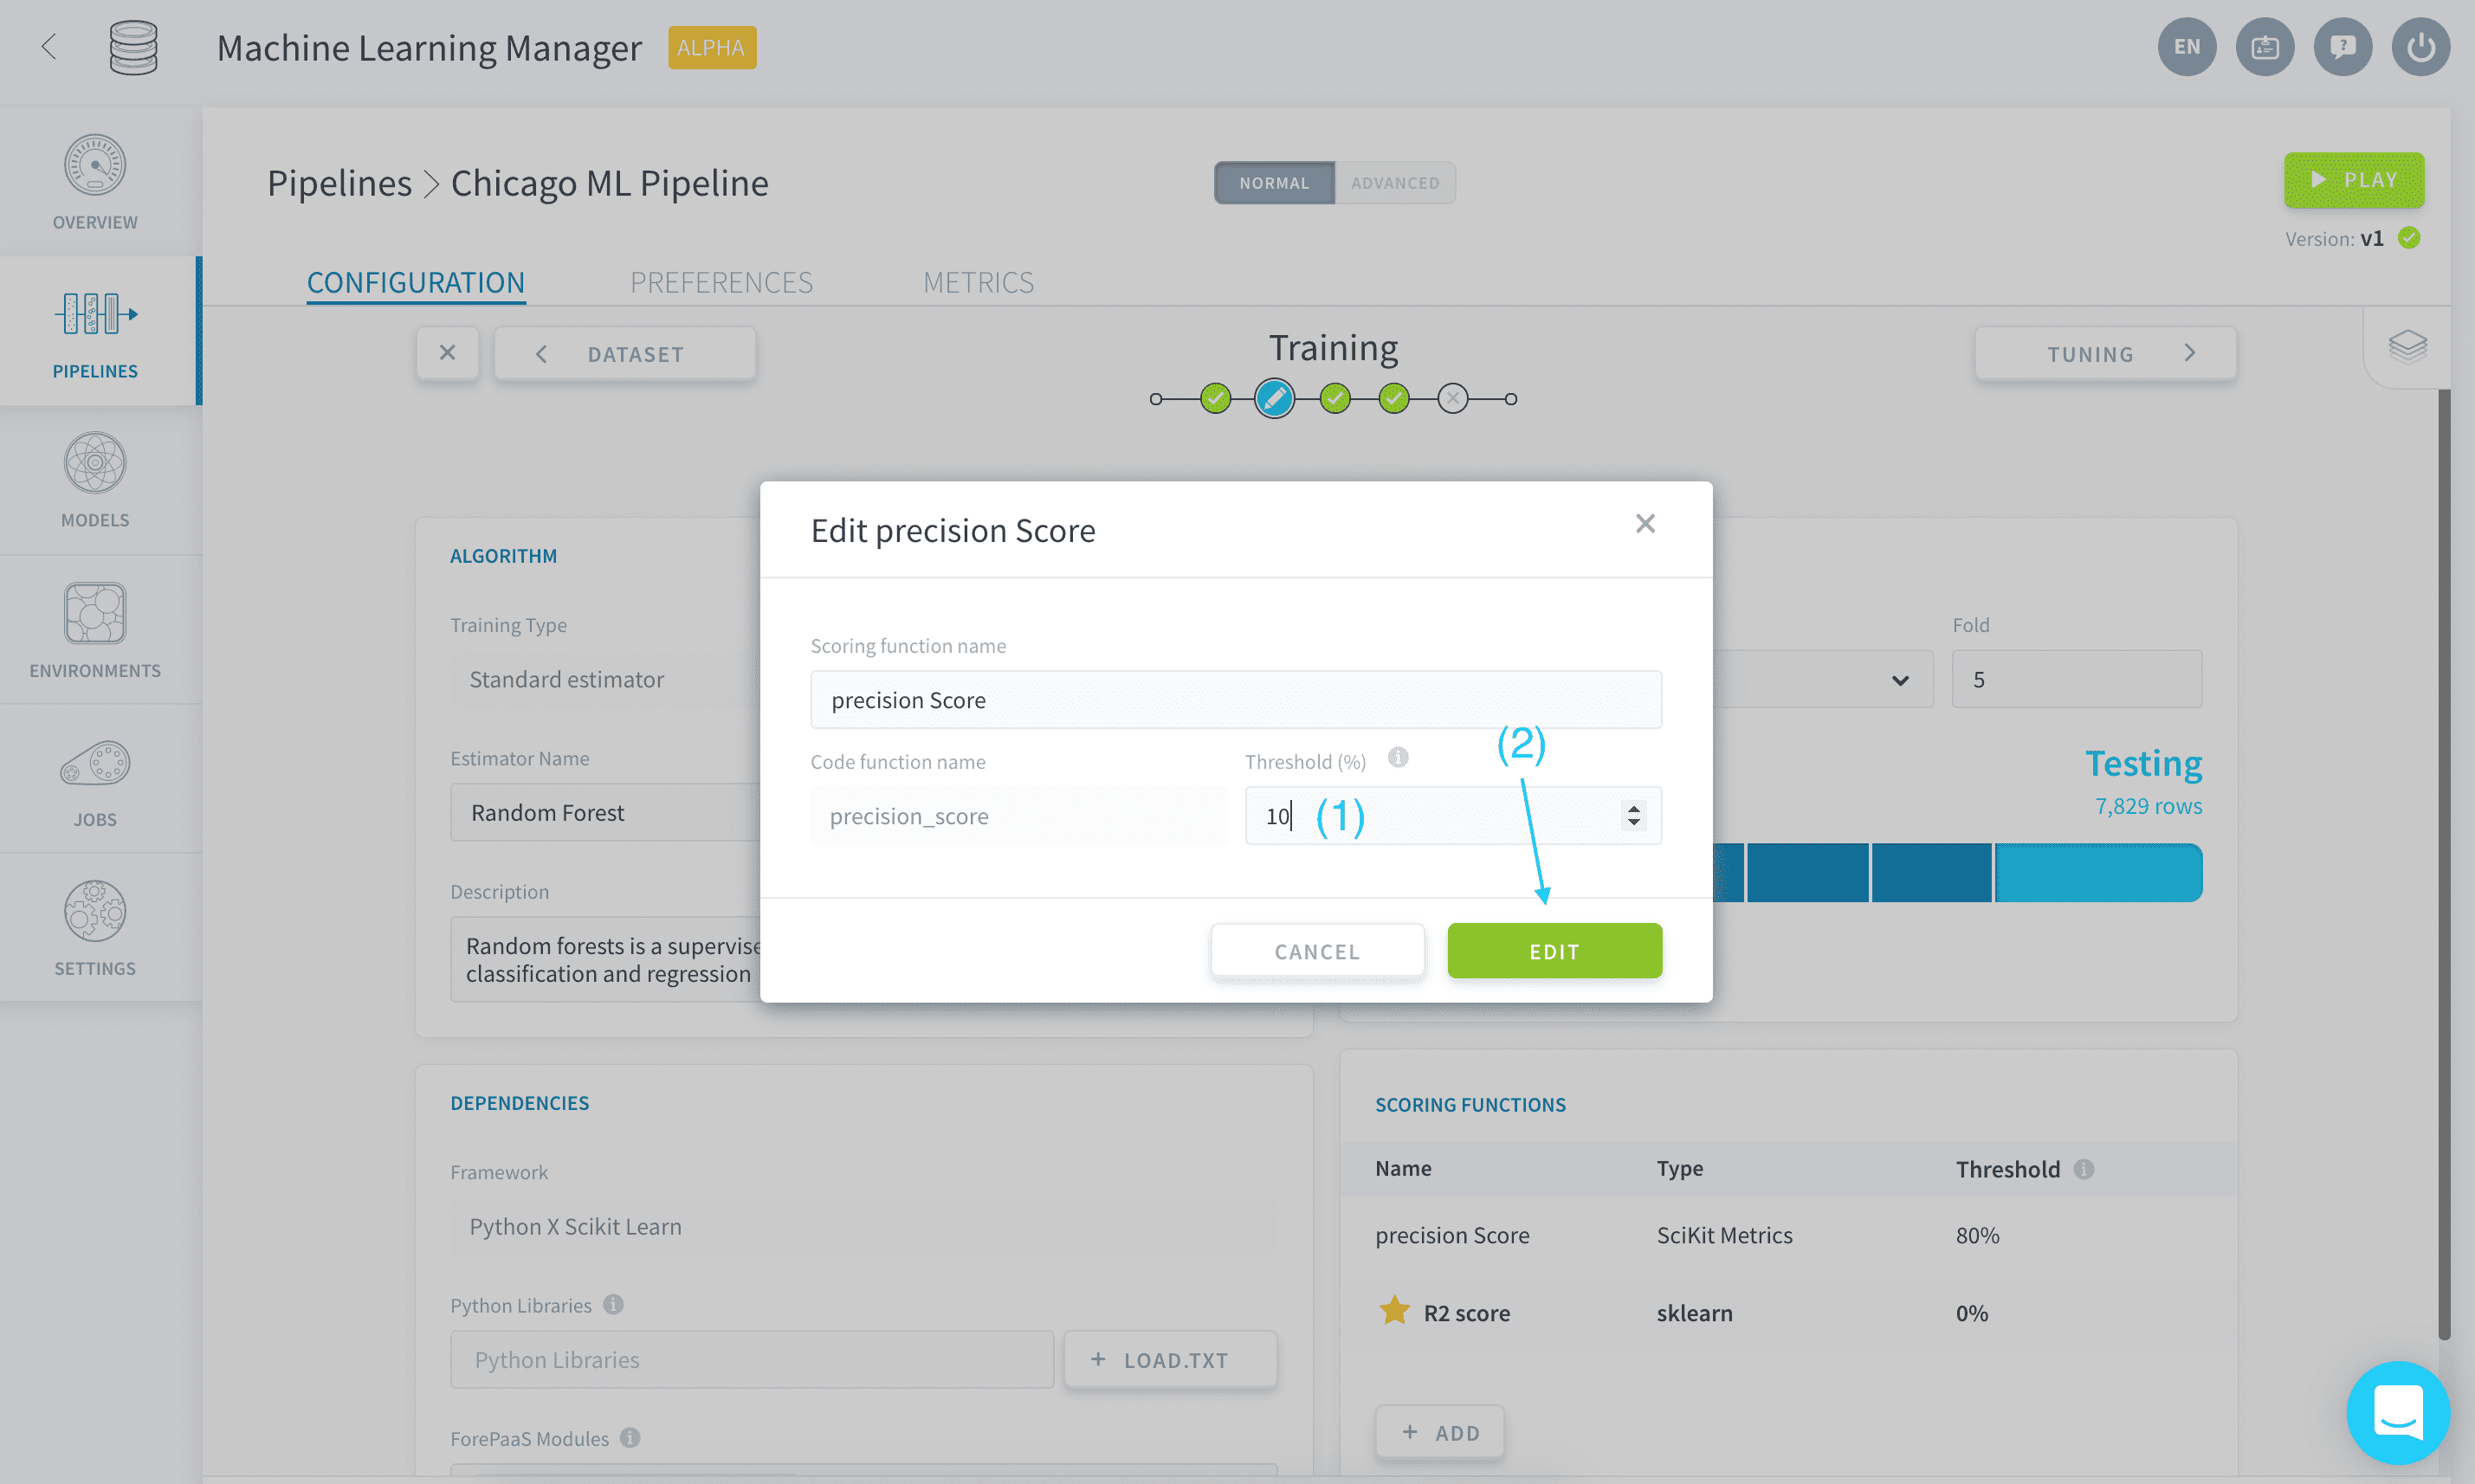 Machine Learning Manager ALPHA
EN
OVERVIEW
PIPELINES
MODELS
ENVIRONMENTS
JOBS
SETTINGS
Pipelines > Chicago ML Pipeline
NORMAL ADVANCED
PLAY
Version: v1
CONFIGURATION PREFERENCES METRICS
DATASET
Training
TUNING
ALGORITHM
Training Type
Standard estimator
Estimator Name
Random Forest
Description
Random forests is a supervise
classification and regression
Edit precision Score
Scoring function name
precision Score
Code function name
precision_score
Threshold (%)
10
(1)
(2)
CANCEL
EDIT
Fold
5
Testing
7,829 rows
DEPENDENCIES
Framework
Python X Scikit Learn
Python Libraries
Python Libraries
+ LOAD.TXT
ForePaaS Modules
SCORING FUNCTIONS
Name Type Threshold
precision Score SciKit Metrics 80%
R2 score sklearn 0%
+ ADD